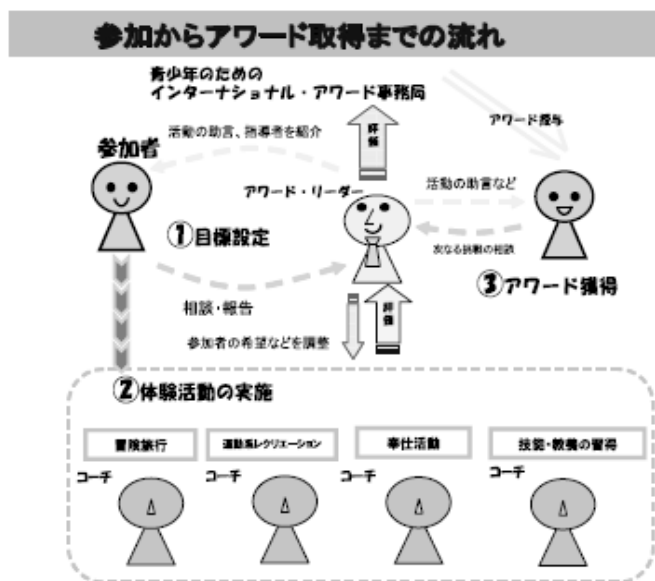 参加からアワード取得までの流れ
青少年のための
インターナショナル・アワード事務局
アワード授与
活動の助言、指導者を紹介
評価
参加者
アワード・リーダー
活動の助言など
①目標設定
次なる挑戦の相談
③アワード獲得
相談・報告
評価
参加者の希望などを調整
②体験活動の実施
冒険旅行
運動系レクリエーション
奉仕活動
技能・教養の習得
コーチ
コーチ
コーチ
コーチ